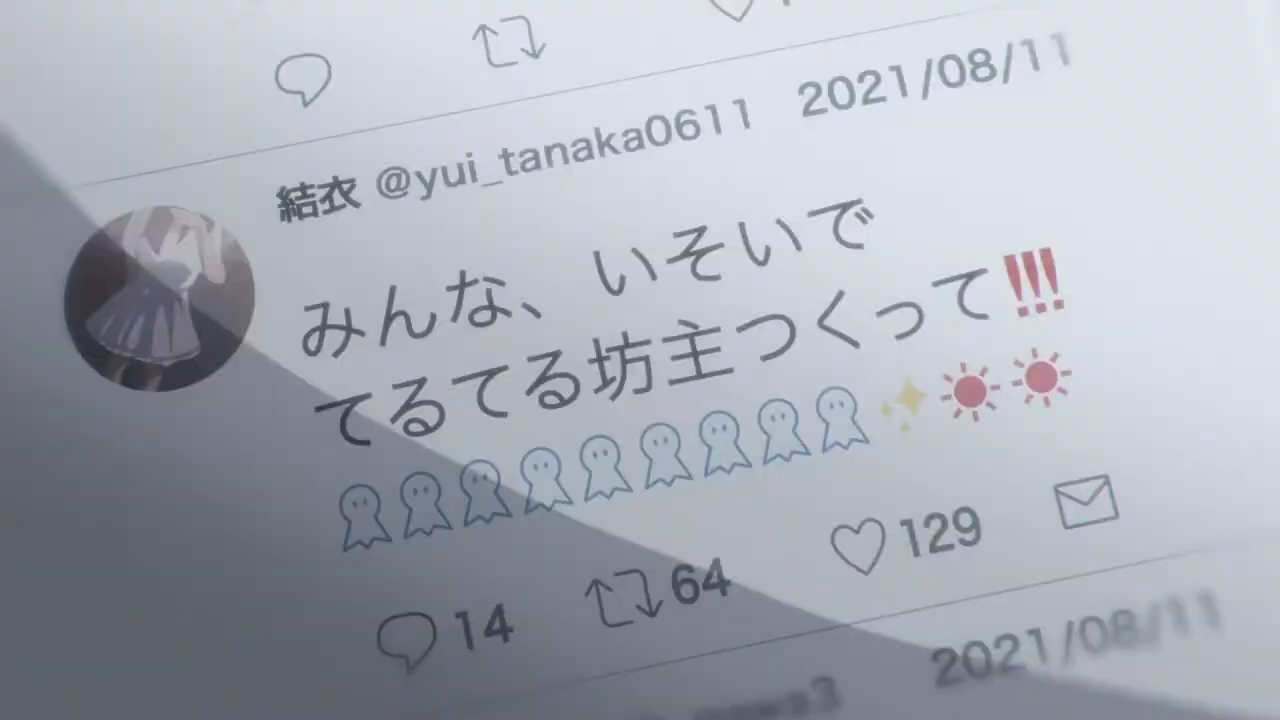 結衣 @yui_tanaka0611 2021/08/11
みんな、いそいで
てるてる坊主つくって!!!
14 64 129
2021/08/11